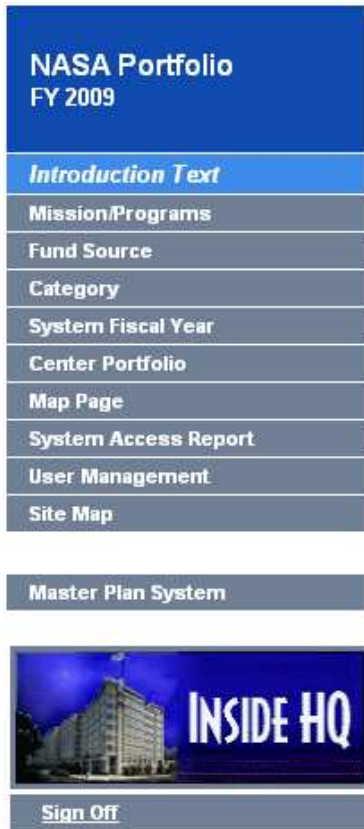 NASA Portfolio
FY 2009
Introduction Text
Mission/Programs
Fund Source
Category
System Fiscal Year
Center Portfolio
Map Page
System Access Report
User Management
Site Map
Master Plan System
INSIDE HQ
Sign Off